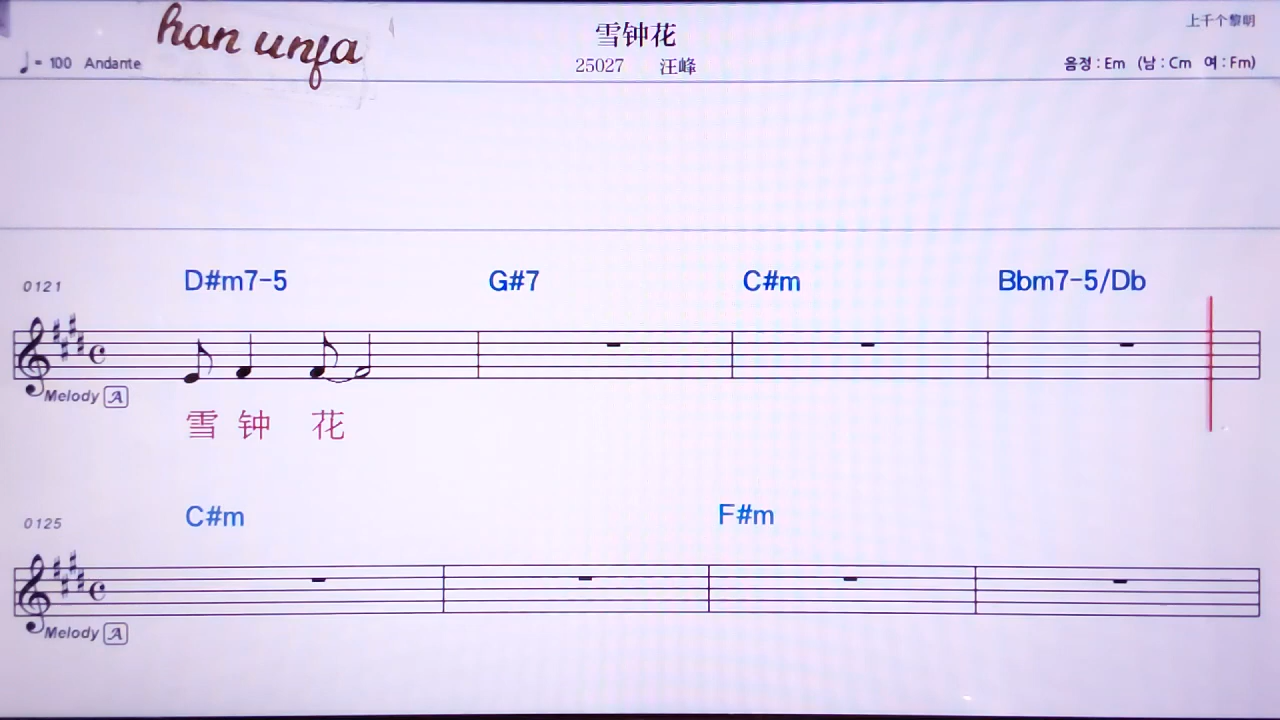 han unfa
雪钟花
上千个黎明
♩= 100 Andante
25027 汪峰
음정 : Em (남 : Cm 여 : Fm)
0121
D#m7-5 G#7 C#m Bbm7-5/Db
Melody A
雪 钟 花
0125
C#m F#m
Melody A